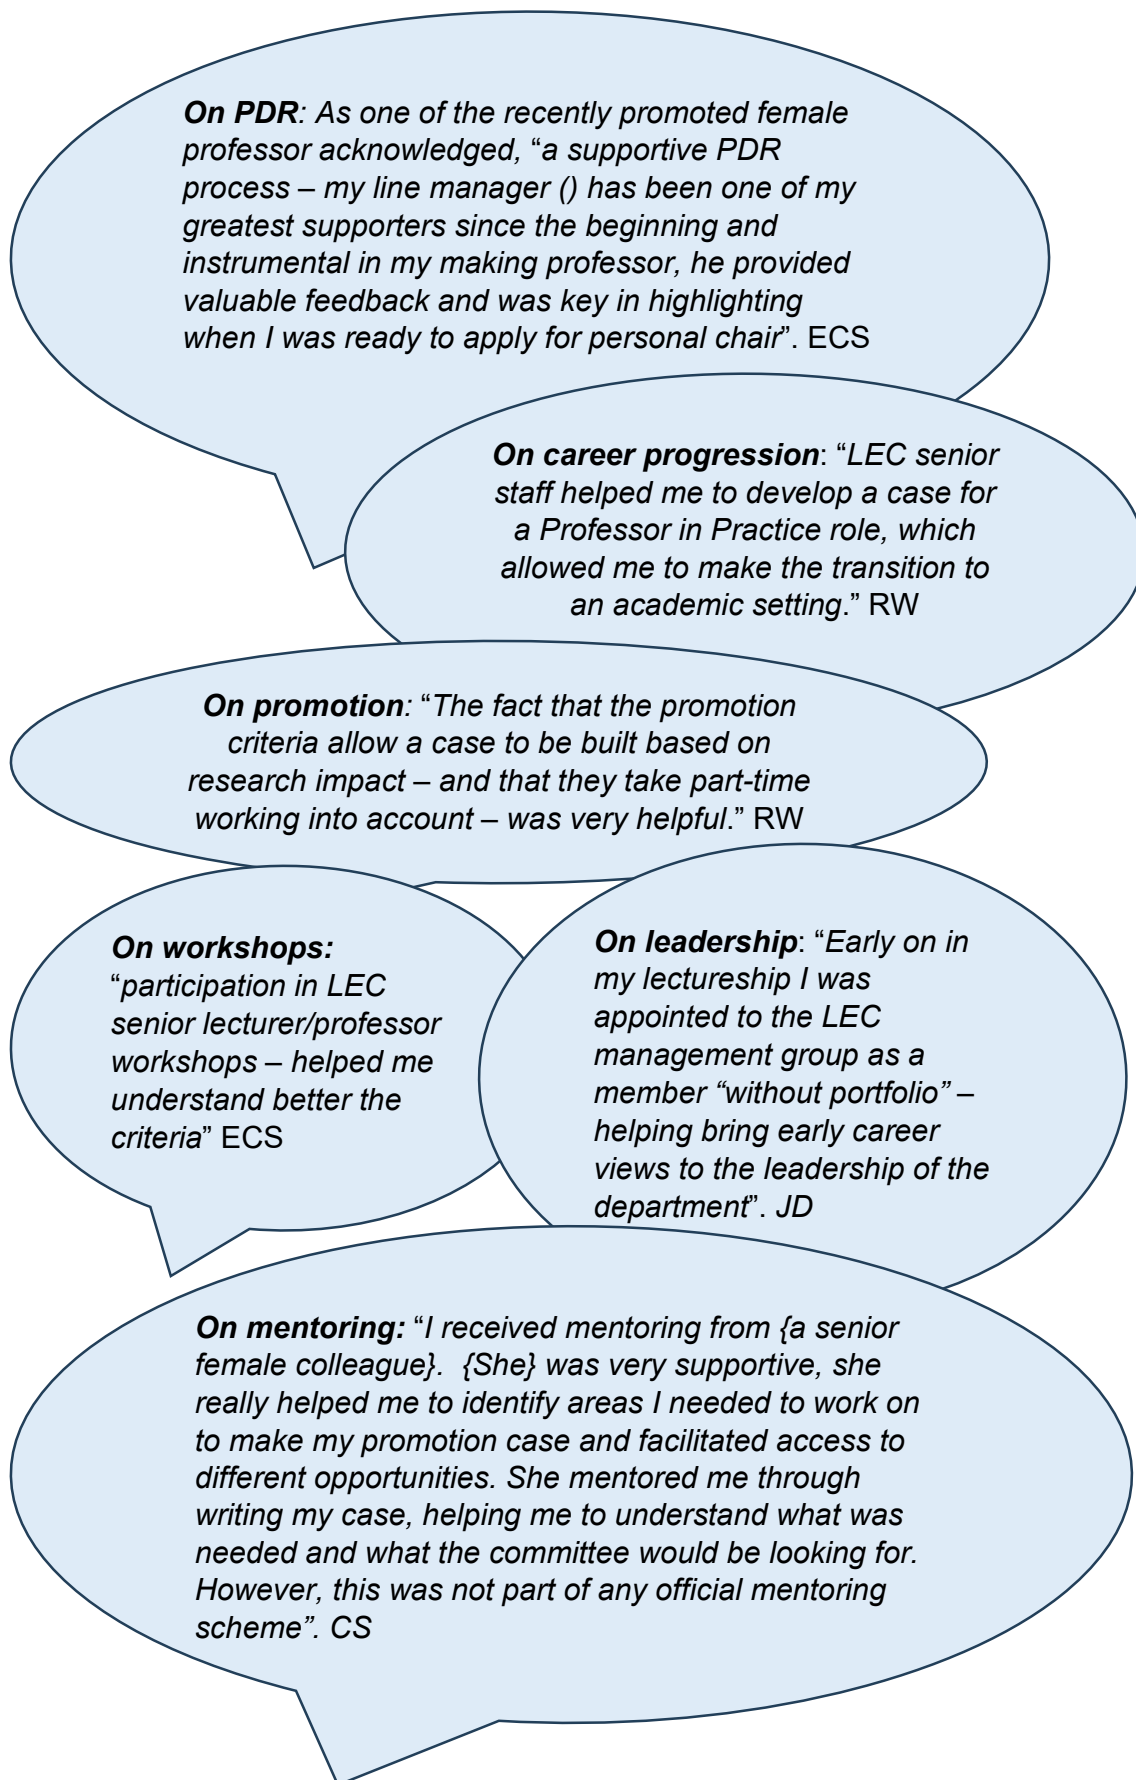 On PDR: As one of the recently promoted female
professor acknowledged, “a supportive PDR
process – my line manager () has been one of my
greatest supporters since the beginning and
instrumental in my making professor, he provided
valuable feedback and was key in highlighting
when I was ready to apply for personal chair”. ECS
On career progression: “LEC senior
staff helped me to develop a case for
a Professor in Practice role, which
allowed me to make the transition to
an academic setting.” RW
On promotion: “The fact that the promotion
criteria allow a case to be built based on
research impact – and that they take part-time
working into account – was very helpful.” RW
On workshops:
“participation in LEC
senior lecturer/professor
workshops – helped me
understand better the
criteria” ECS
On leadership: “Early on in
my lectureship I was
appointed to the LEC
management group as a
member “without portfolio” –
helping bring early career
views to the leadership of the
department”. JD
On mentoring: “I received mentoring from {a senior
female colleague}.  {She} was very supportive, she
really helped me to identify areas I needed to work on
to make my promotion case and facilitated access to
different opportunities. She mentored me through
writing my case, helping me to understand what was
needed and what the committee would be looking for.
However, this was not part of any official mentoring
scheme”. CS